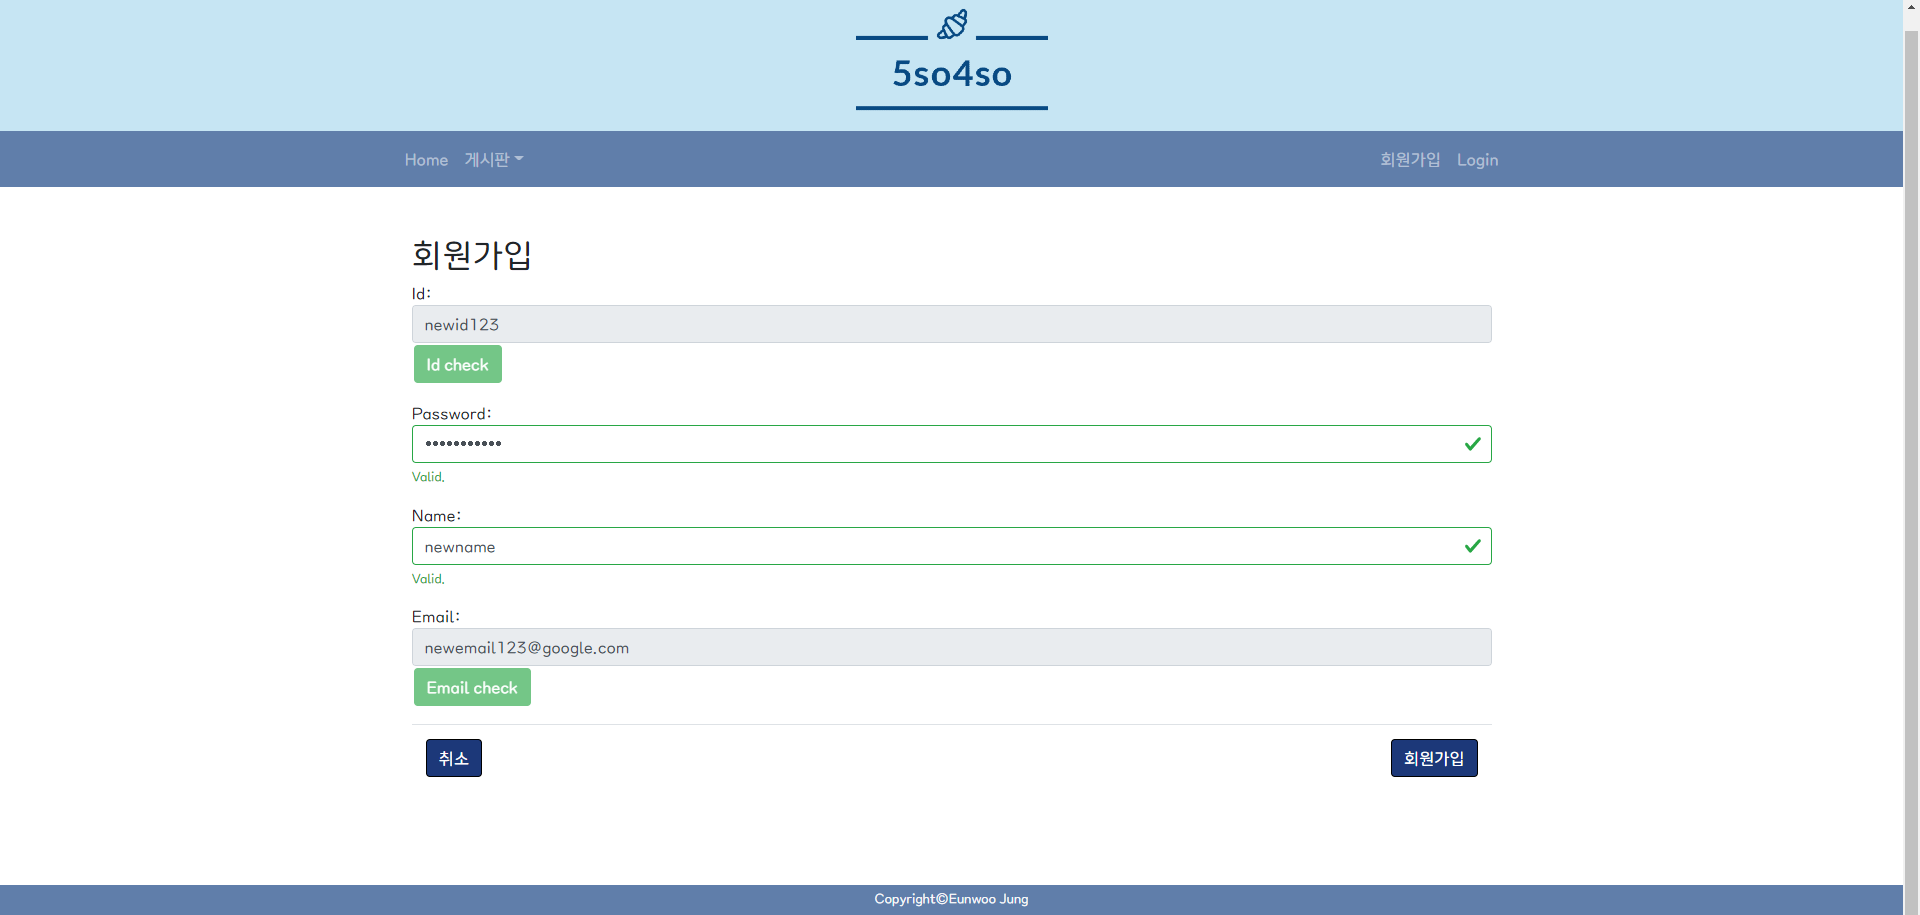 5so4so
Home 게시판 회원가입 Login
회원가입
Id:
newid123
Id check
Password:
•••••••••••
Valid.
Name:
newname
Valid.
Email:
newemail123@google.com
Email check
취소 회원가입
Copyright©Eunwoo Jung